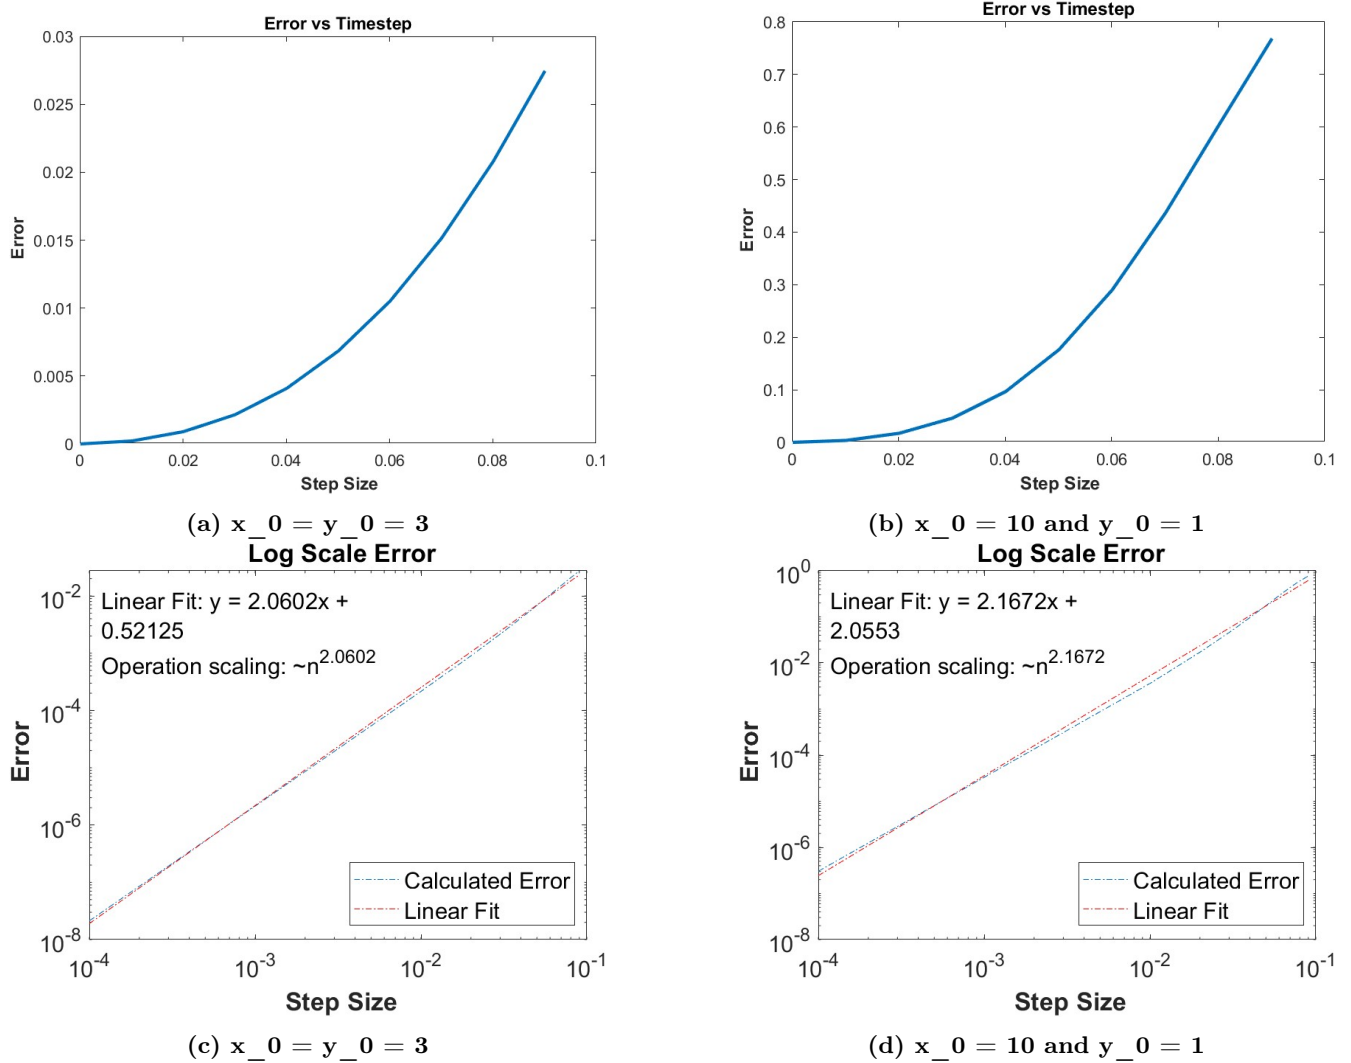 Error vs Timestep
0.03
0.025
0.02
0.015
0.01
0.005
0
0 0.02 0.04 0.06 0.08 0.1
Error
Step Size
(a) x_0 = y_0 = 3
Error vs Timestep
0.8
0.7
0.6
0.5
0.4
0.3
0.2
0.1
0
0 0.02 0.04 0.06 0.08 0.1
Error
Step Size
(b) x_0 = 10 and y_0 = 1
Log Scale Error
Linear Fit: y = 2.0602x +
0.52125
Operation scaling: ~n^2.0602
10^-2
10^-4
10^-6
10^-8
Error
Calculated Error
Linear Fit
10^-4 10^-3 10^-2 10^-1
Step Size
(c) x_0 = y_0 = 3
Log Scale Error
Linear Fit: y = 2.1672x +
2.0553
Operation scaling: ~n^2.1672
10^0
10^-2
10^-4
10^-6
10^-8
Error
Calculated Error
Linear Fit
10^-4 10^-3 10^-2 10^-1
Step Size
(d) x_0 = 10 and y_0 = 1